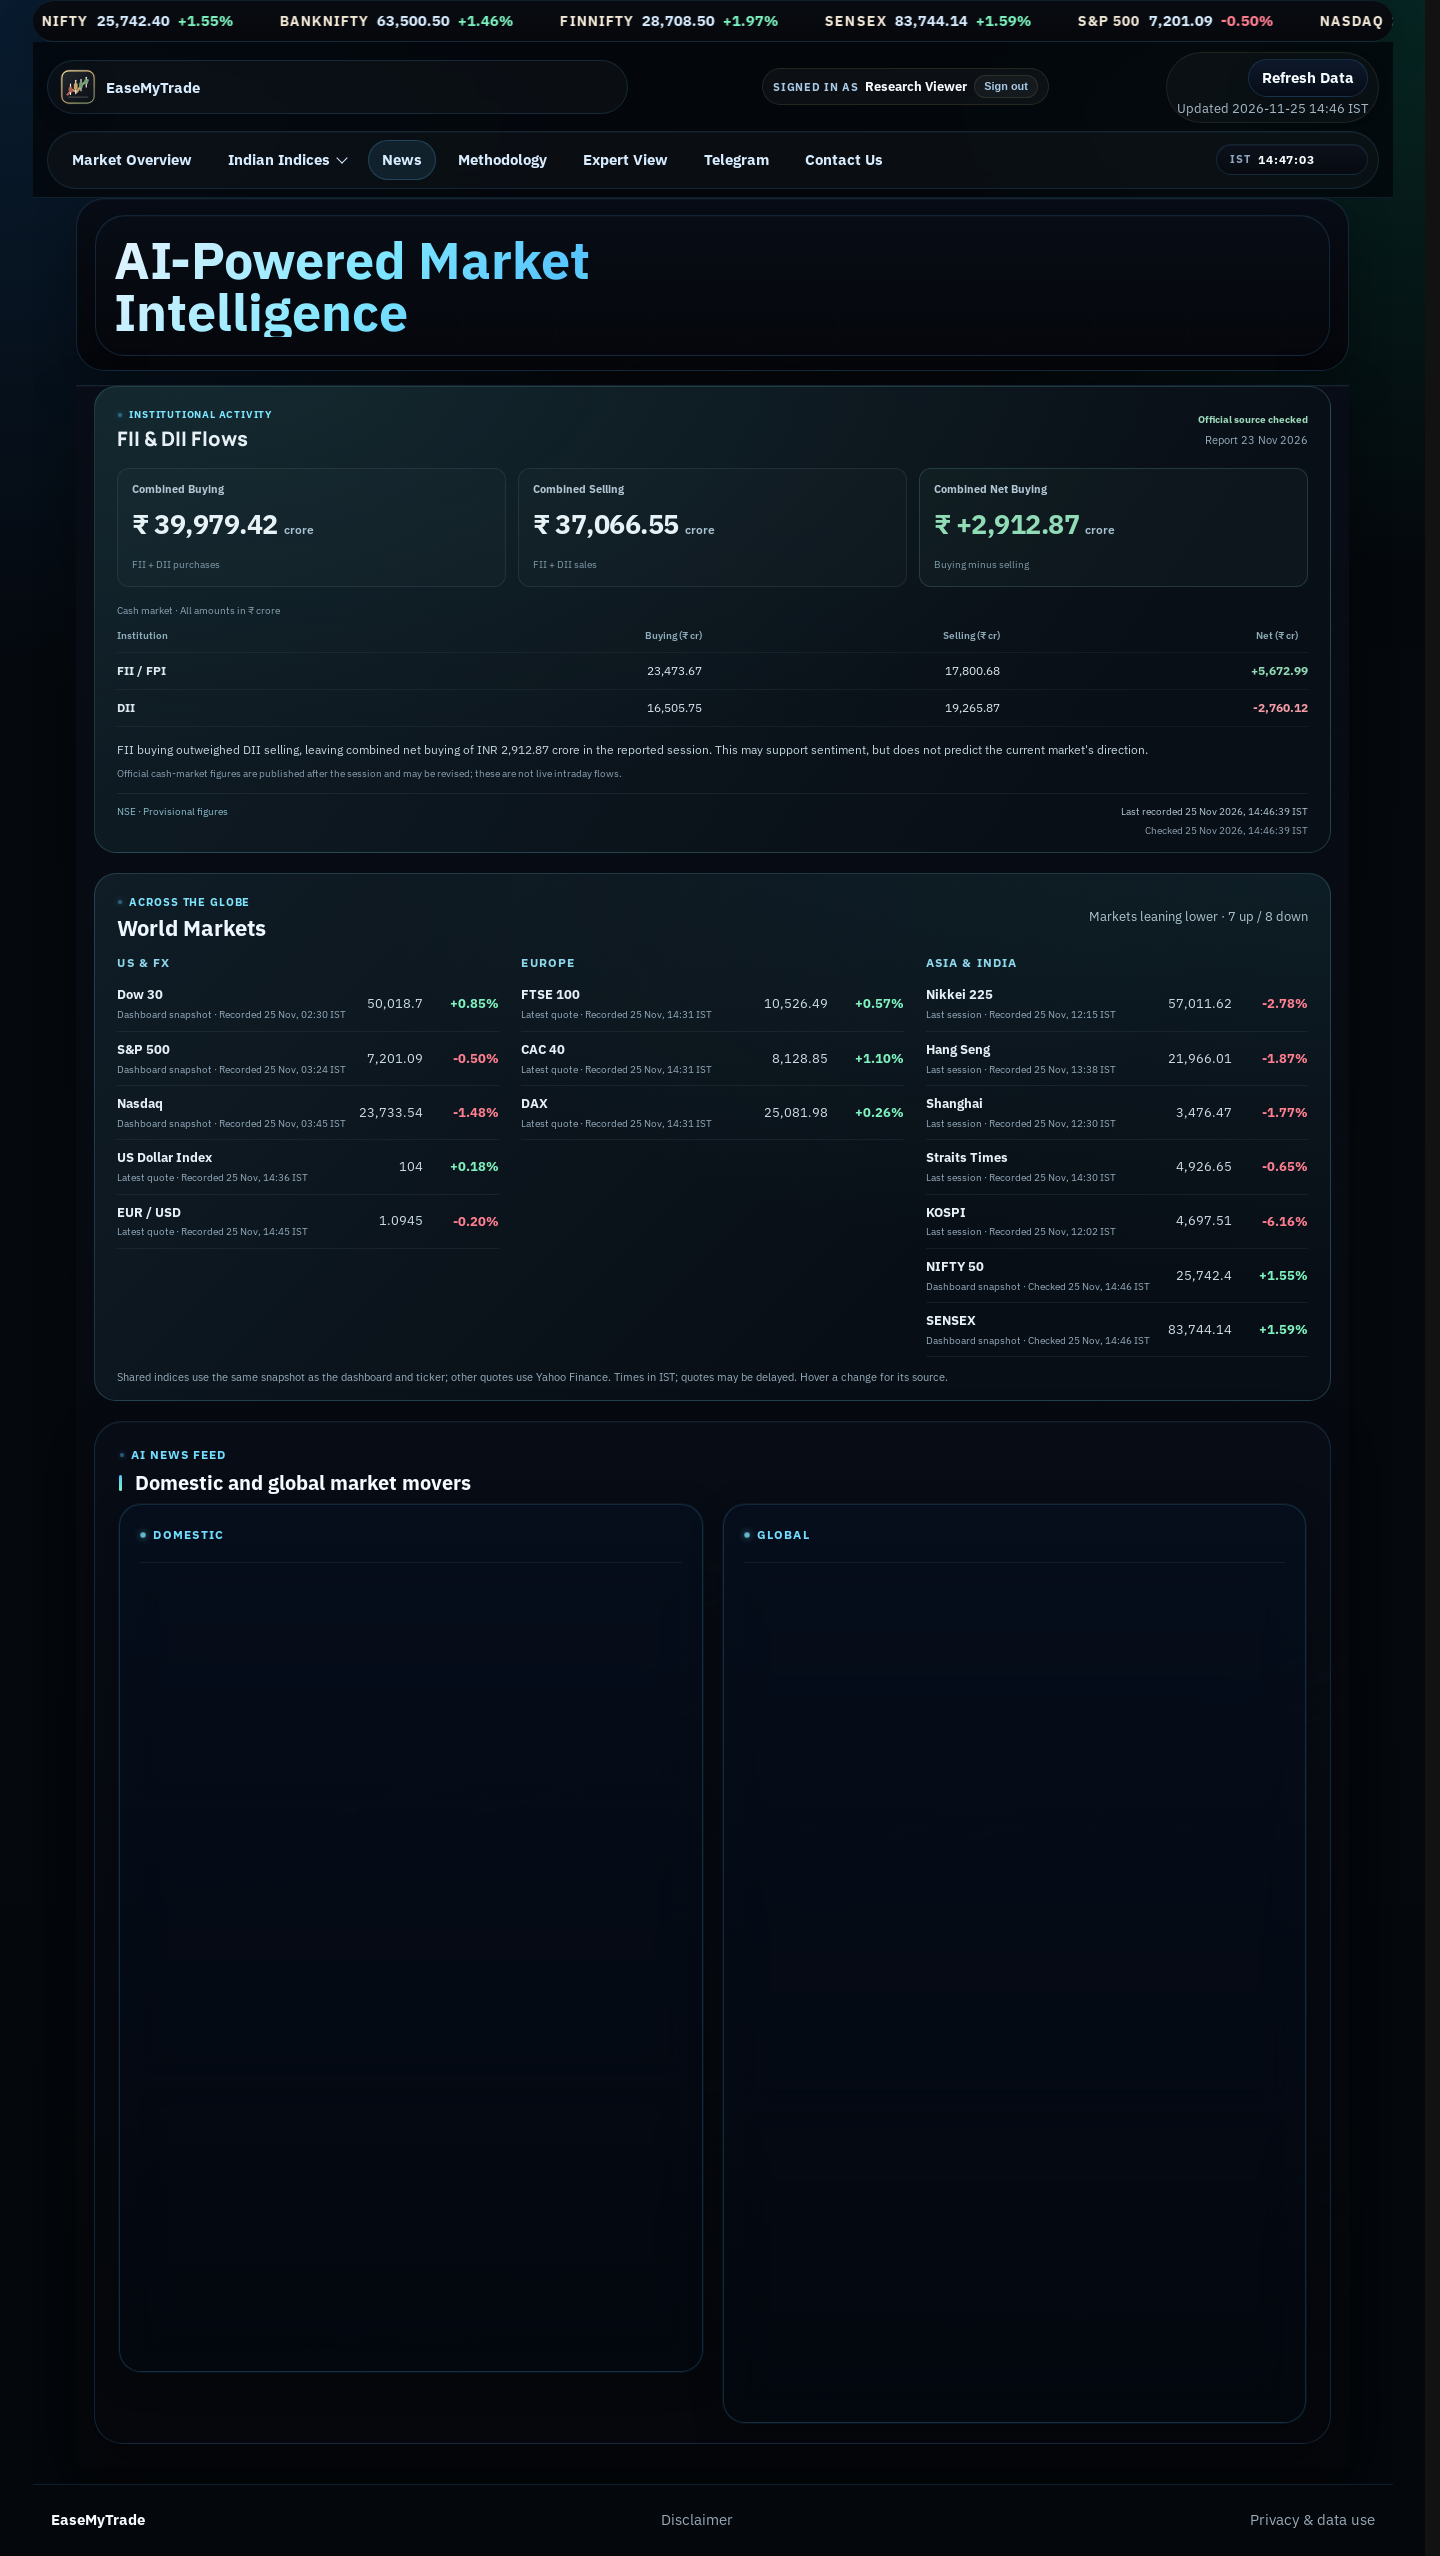 NIFTY 25,742.40 +1.55% BANKNIFTY 63,500.50 +1.46% FINNIFTY 28,708.50 +1.97% SENSEX 83,744.14 +1.59% S&P 500 7,201.09 -0.50% NASDAQ
EaseMyTrade
SIGNED IN AS Research Viewer Sign out
Refresh Data
Updated 2026-11-25 14:46 IST
Market Overview Indian Indices News Methodology Expert View Telegram Contact Us
IST 14:47:03
AI-Powered Market
Intelligence
INSTITUTIONAL ACTIVITY
FII & DII Flows
Official source checked
Report 23 Nov 2026
Combined Buying
₹ 39,979.42 crore
FII + DII purchases
Combined Selling
₹ 37,066.55 crore
FII + DII sales
Combined Net Buying
₹ +2,912.87 crore
Buying minus selling
Cash market · All amounts in ₹ crore
Institution Buying (₹ cr) Selling (₹ cr) Net (₹ cr)
FII / FPI 23,473.67 17,800.68 +5,672.99
DII 16,505.75 19,265.87 -2,760.12
FII buying outweighed DII selling, leaving combined net buying of INR 2,912.87 crore in the reported session. This may support sentiment, but does not predict the current market's direction.
Official cash-market figures are published after the session and may be revised; these are not live intraday flows.
NSE · Provisional figures
Last recorded 25 Nov 2026, 14:46:39 IST
Checked 25 Nov 2026, 14:46:39 IST
ACROSS THE GLOBE
World Markets
Markets leaning lower · 7 up / 8 down
US & FX
Dow 30 50,018.7 +0.85%
Dashboard snapshot · Recorded 25 Nov, 02:30 IST
S&P 500 7,201.09 -0.50%
Dashboard snapshot · Recorded 25 Nov, 03:24 IST
Nasdaq 23,733.54 -1.48%
Dashboard snapshot · Recorded 25 Nov, 03:45 IST
US Dollar Index 104 +0.18%
Latest quote · Recorded 25 Nov, 14:36 IST
EUR / USD 1.0945 -0.20%
Latest quote · Recorded 25 Nov, 14:45 IST
EUROPE
FTSE 100 10,526.49 +0.57%
Latest quote · Recorded 25 Nov, 14:31 IST
CAC 40 8,128.85 +1.10%
Latest quote · Recorded 25 Nov, 14:31 IST
DAX 25,081.98 +0.26%
Latest quote · Recorded 25 Nov, 14:31 IST
ASIA & INDIA
Nikkei 225 57,011.62 -2.78%
Last session · Recorded 25 Nov, 12:15 IST
Hang Seng 21,966.01 -1.87%
Last session · Recorded 25 Nov, 13:38 IST
Shanghai 3,476.47 -1.77%
Last session · Recorded 25 Nov, 12:30 IST
Straits Times 4,926.65 -0.65%
Last session · Recorded 25 Nov, 14:30 IST
KOSPI 4,697.51 -6.16%
Last session · Recorded 25 Nov, 12:02 IST
NIFTY 50 25,742.4 +1.55%
Dashboard snapshot · Checked 25 Nov, 14:46 IST
SENSEX 83,744.14 +1.59%
Dashboard snapshot · Checked 25 Nov, 14:46 IST
Shared indices use the same snapshot as the dashboard and ticker; other quotes use Yahoo Finance. Times in IST; quotes may be delayed. Hover a change for its source.
AI NEWS FEED
Domestic and global market movers
DOMESTIC
GLOBAL
EaseMyTrade
Disclaimer
Privacy & data use